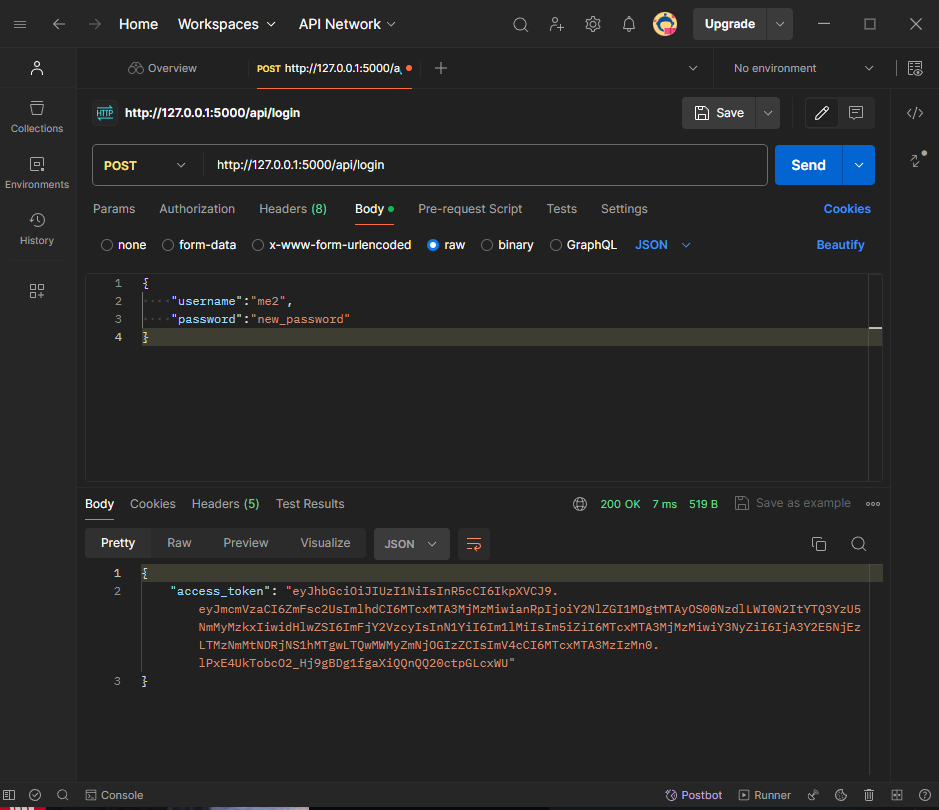 Home Workspaces API Network Upgrade
Overview POST http://127.0.0.1:5000/a, No environment
HTTP http://127.0.0.1:5000/api/login Save
Collections
POST http://127.0.0.1:5000/api/login Send
Environments
Params Authorization Headers (8) Body Pre-request Script Tests Settings Cookies
History
none form-data x-www-form-urlencoded raw binary GraphQL JSON Beautify
1 {
2 ····"username":"me2",
3 ····"password":"new_password"
4 }
Body Cookies Headers (5) Test Results 200 OK 7 ms 519 B Save as example
Pretty Raw Preview Visualize JSON
1 {
2 "access_token": "eyJhbGciOiJIUzI1NiIsInR5cCI6IkpXVCJ9.
eyJmcmVzaCI6ZmFsc2UsImlhdCI6MTcxMTA3MjMzMiwianRpIjoiY2NlZGI1MDgtMTAyOS00NzdlLWI0N2ItYTQ3YzU5
NmMyMzkxIiwidHlwZSI6ImFjY2VzcyIsInN1YiI6Im1lMiIsIm5iZiI6MTcxMTA3MjMzMiwiY3NyZiI6IjA3Y2E5NjEz
LTMzNmMtNDRjNS1hMTgwLTQwMWMyZmNjOGIzZCIsImV4cCI6MTcxMTA3MzIzMn0.
lPxE4UkTobcO2_Hj9gBDg1fgaXiQQnQQ20ctpGLcxWU"
3 }
Console Postbot Runner